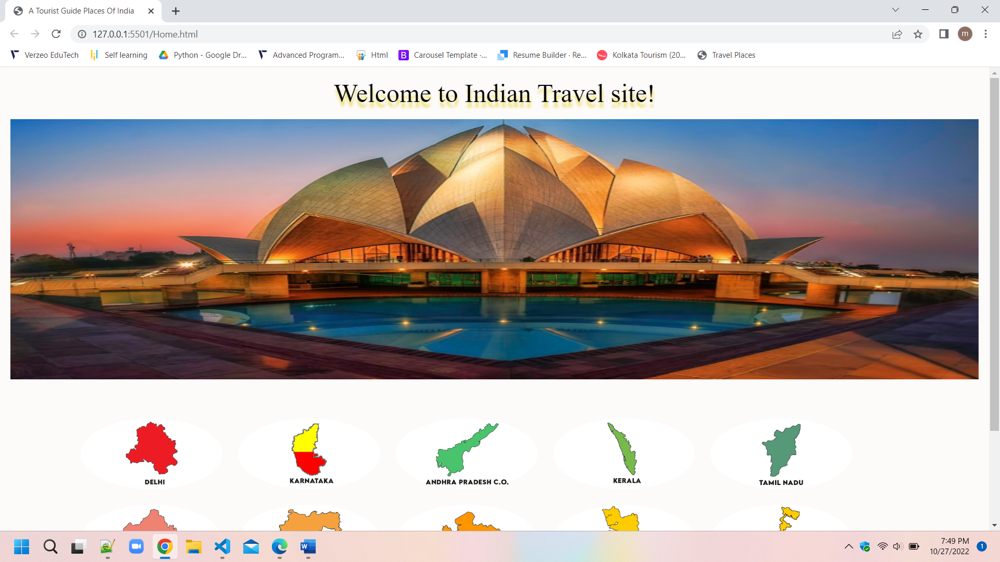 A Tourist Guide Places Of India
127.0.0.1:5501/Home.html
m
Verzeo EduTech
Self learning
Python - Google Dr...
Advanced Program...
Html
B
Carousel Template ·...
Resume Builder · Re...
Kolkata Tourism (20...
Travel Places
Welcome to Indian Travel site!
DELHI
KARNATAKA
ANDHRA PRADESH C.O.
KERALA
TAMIL NADU
W
7:49 PM
10/27/2022
1